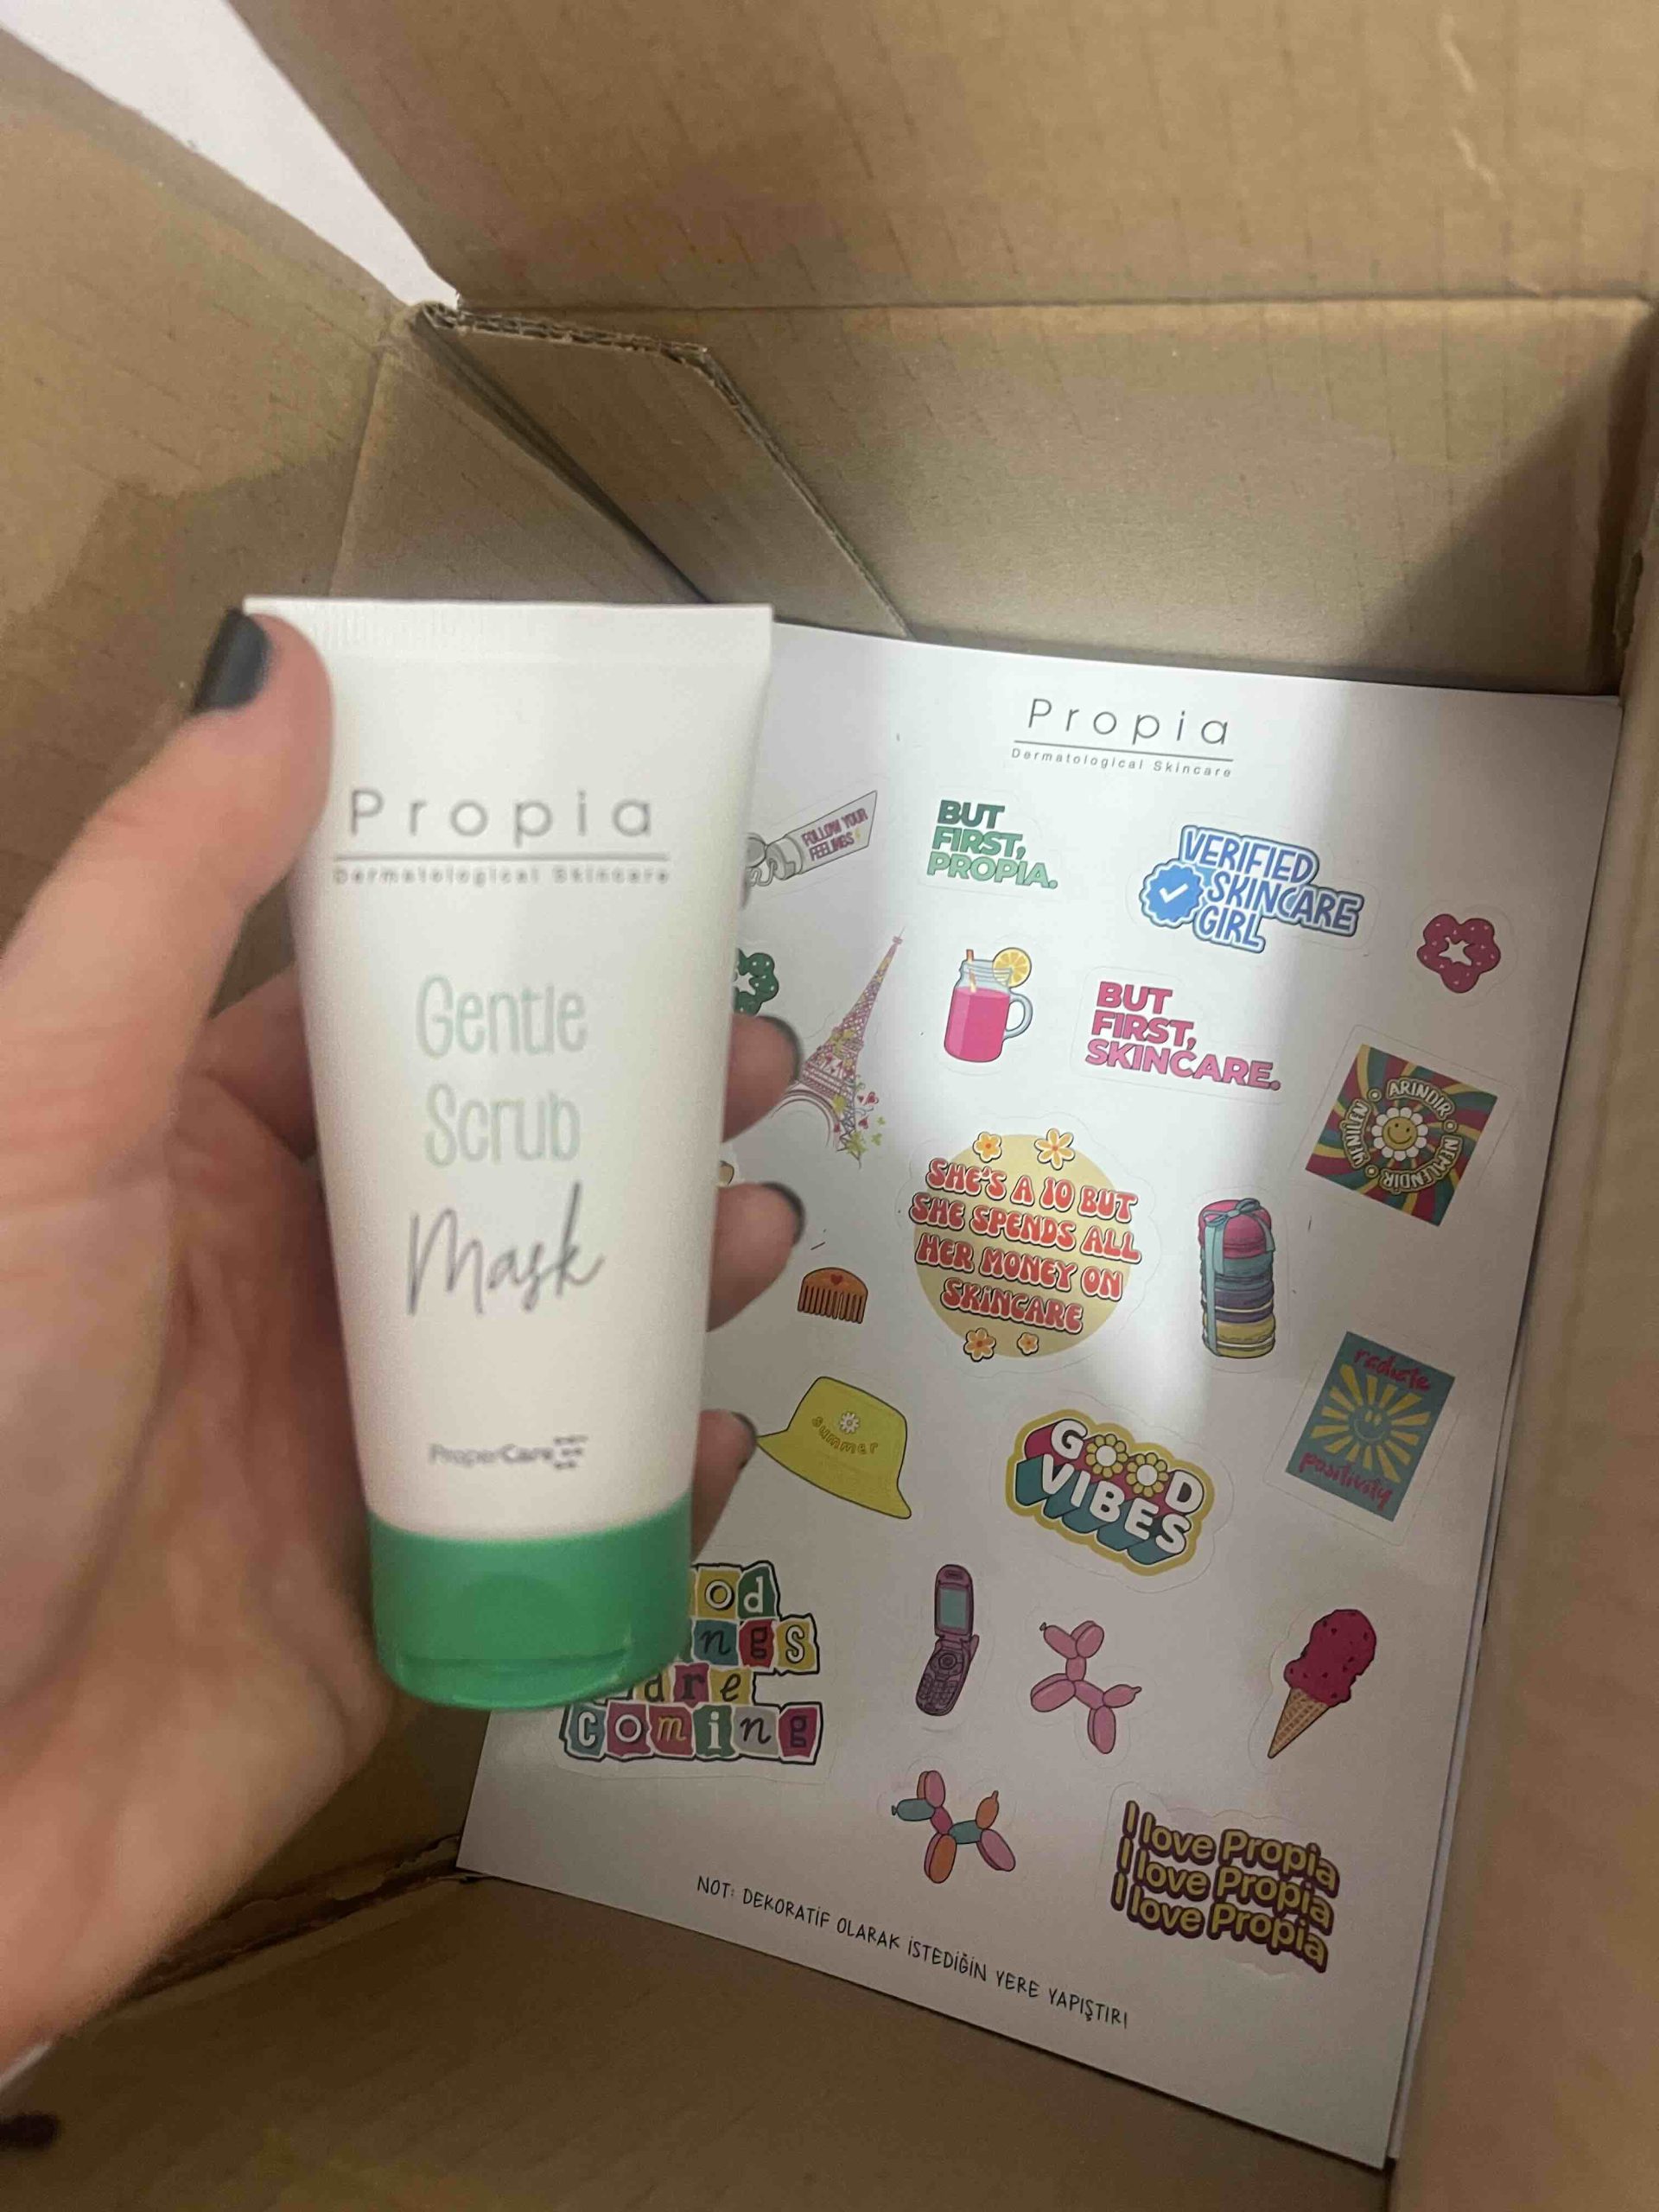 Propia
Dermatological Skincare
Gentle
Scrub
Mask
ProperCare
Propia
Dermatological Skincare
FOLLOW YOUR
FEELINGS
BUT
FIRST,
PROPIA.
VERIFIED
SKINCARE
GIRL
BUT
FIRST,
SKINCARE.
ARINDIR
NEMLENDİR
YENİLEN
SHE'S A 10 BUT
SHE SPENDS ALL
HER MONEY ON
SKINCARE
summer
radiate
positivity
GOOD
VIBES
od
ngs
are
coming
I love Propia
I love Propia
I love Propia
NOT: DEKORATİF OLARAK İSTEDİĞİN YERE YAPIŞTIR!